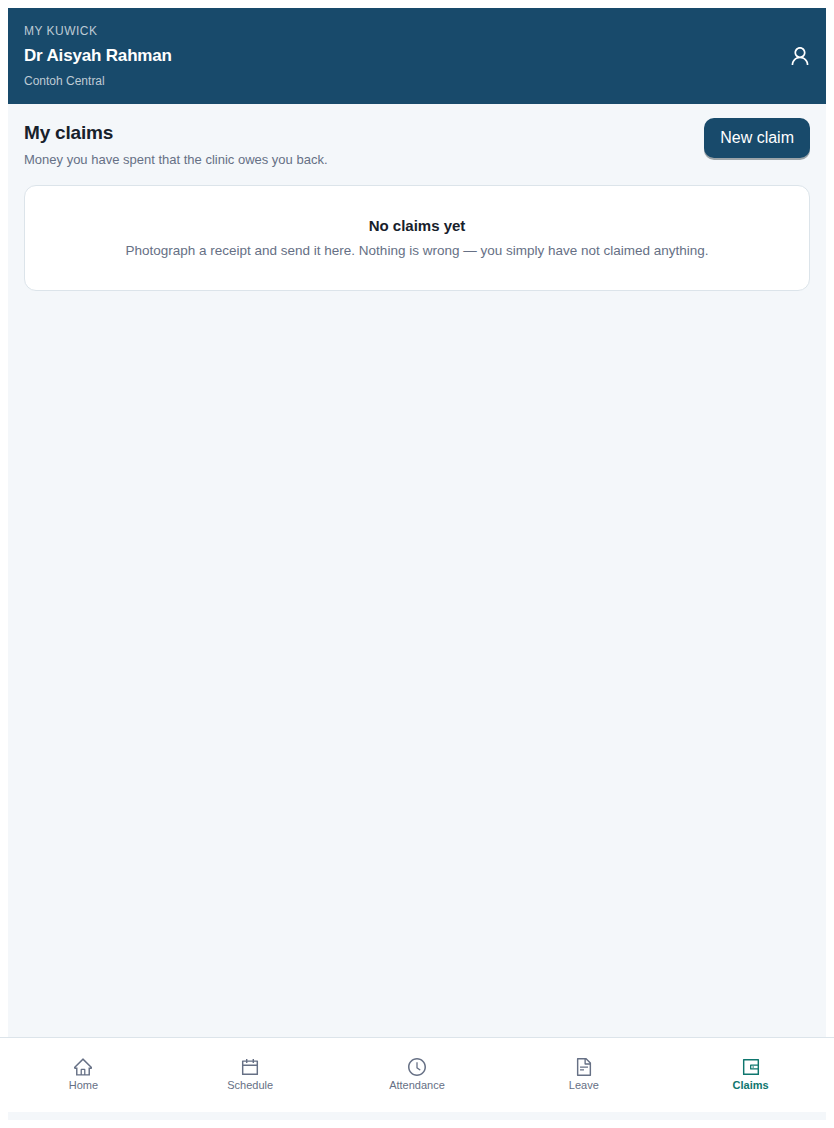 MY KUWICK
Dr Aisyah Rahman
Contoh Central
My claims
New claim
Money you have spent that the clinic owes you back.
No claims yet
Photograph a receipt and send it here. Nothing is wrong — you simply have not claimed anything.
Home
Schedule
Attendance
Leave
Claims